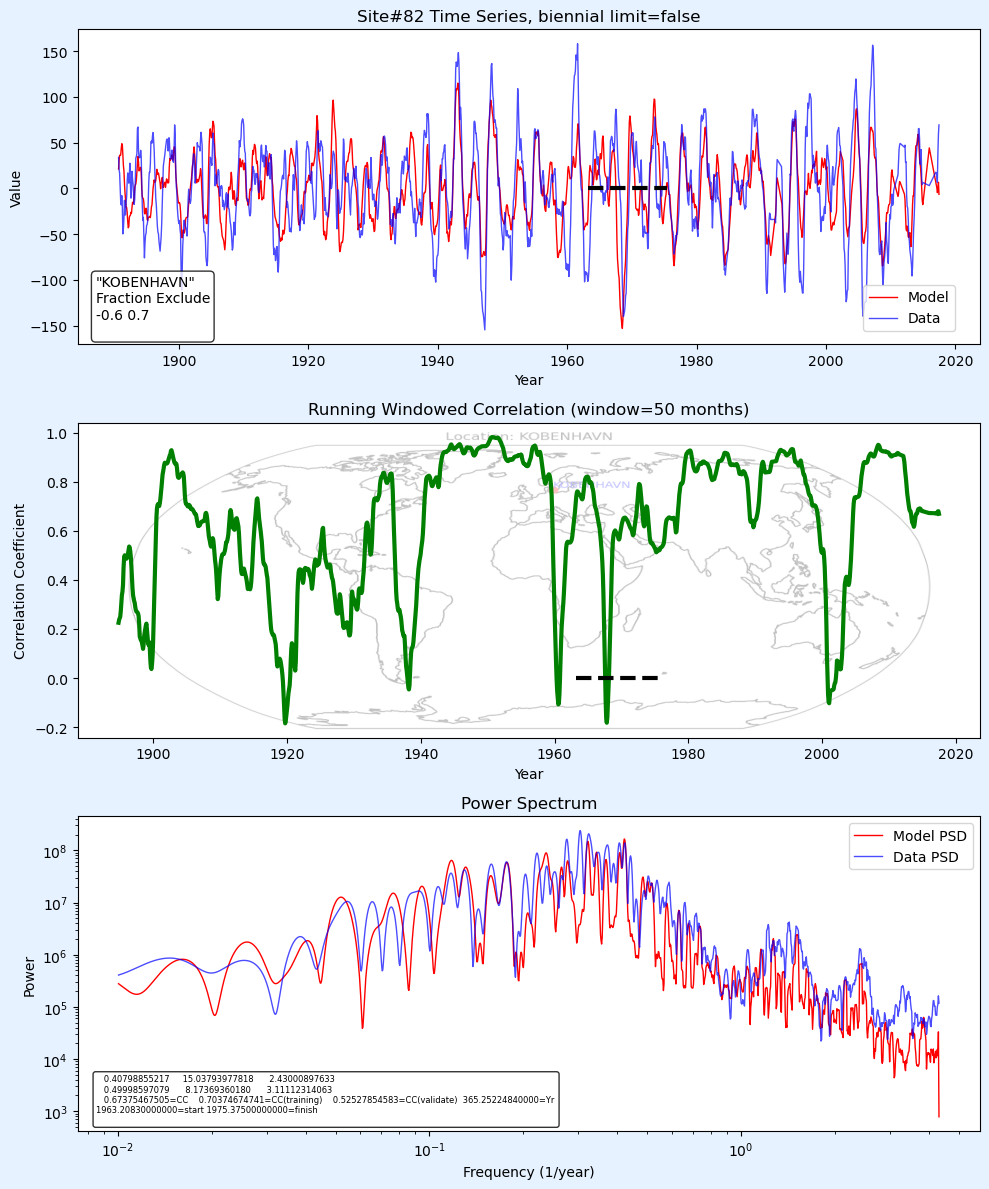 Site#82 Time Series, biennial limit=false
Value
150
100
50
0
−50
−100
−150
"KOBENHAVN"
Fraction Exclude
-0.6 0.7
Model
Data
1900
1920
1940
1960
1980
2000
2020
Year
Running Windowed Correlation (window=50 months)
Location: KOBENHAVN
KOBENHAVN
Correlation Coefficient
1.0
0.8
0.6
0.4
0.2
0.0
−0.2
1900
1920
1940
1960
1980
2000
2020
Year
Power Spectrum
Model PSD
Data PSD
Power
10^8
10^7
10^6
10^5
10^4
10^3
0.40798855217 15.03793977818 2.43000897633
0.49998597079 8.17369360180 3.11112314063
0.67375467505=CC 0.70374674741=CC(training) 0.52527854583=CC(validate) 365.25224840000=Yr
1963.20830000000=start 1975.37500000000=finish
10^−2
10^−1
10^0
Frequency (1/year)